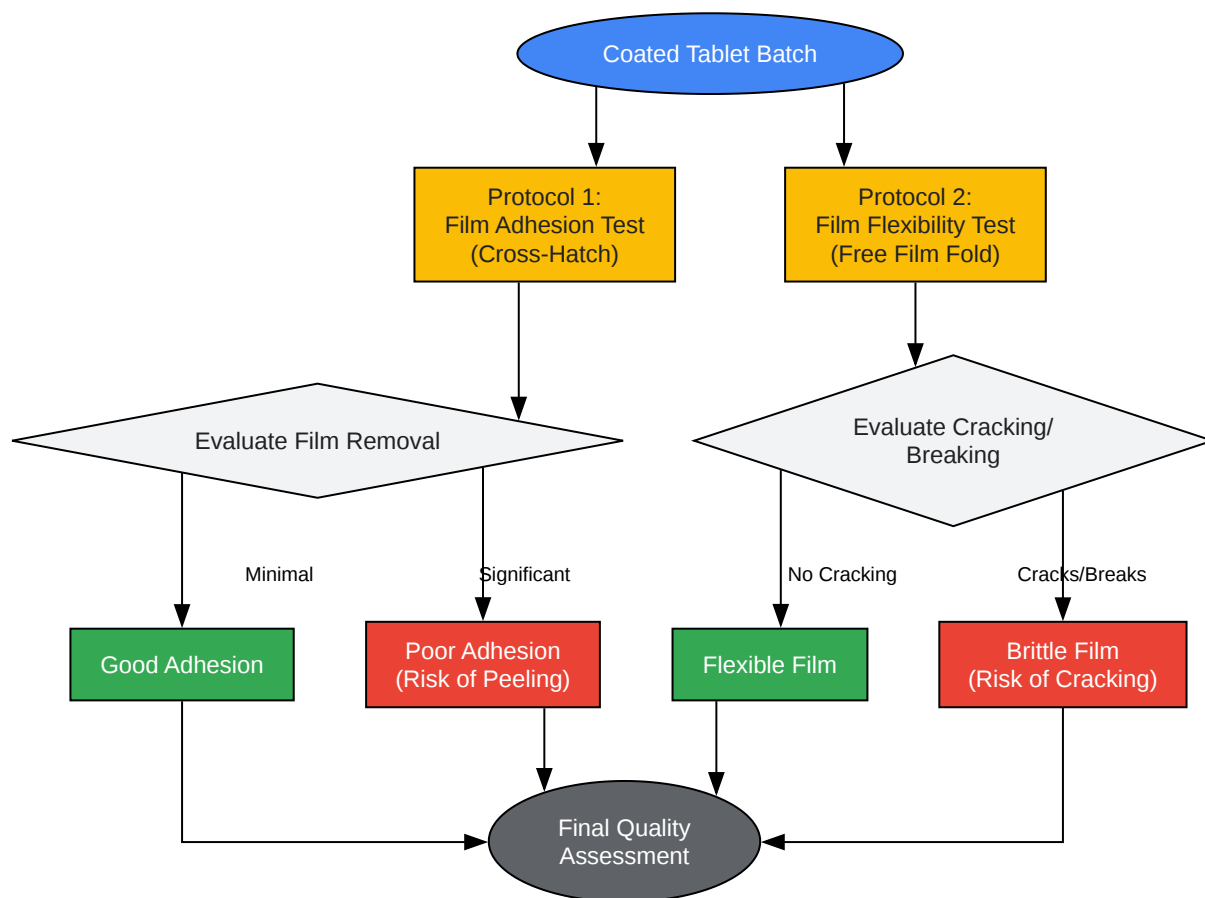 Coated Tablet Batch
Protocol 1:
Film Adhesion Test
(Cross-Hatch)
Protocol 2:
Film Flexibility Test
(Free Film Fold)
Evaluate Film Removal
Evaluate Cracking/
Breaking
Minimal
Significant
No Cracking
Cracks/Breaks
Good Adhesion
Poor Adhesion
(Risk of Peeling)
Flexible Film
Brittle Film
(Risk of Cracking)
Final Quality
Assessment